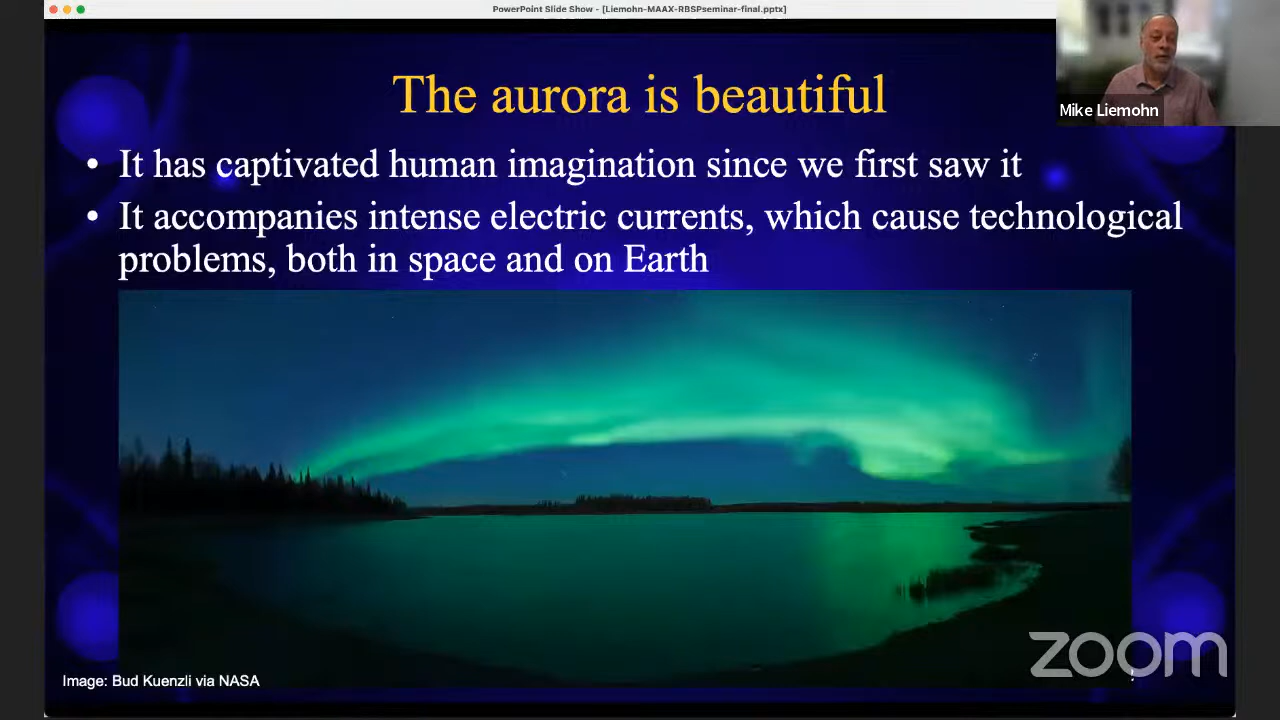 PowerPoint Slide Show - [Liemohn-MAAX-RBSPseminar-final.pptx]
The aurora is beautiful
Mike Liemohn
• It has captivated human imagination since we first saw it
• It accompanies intense electric currents, which cause technological
problems, both in space and on Earth
zoom
Image: Bud Kuenzli via NASA